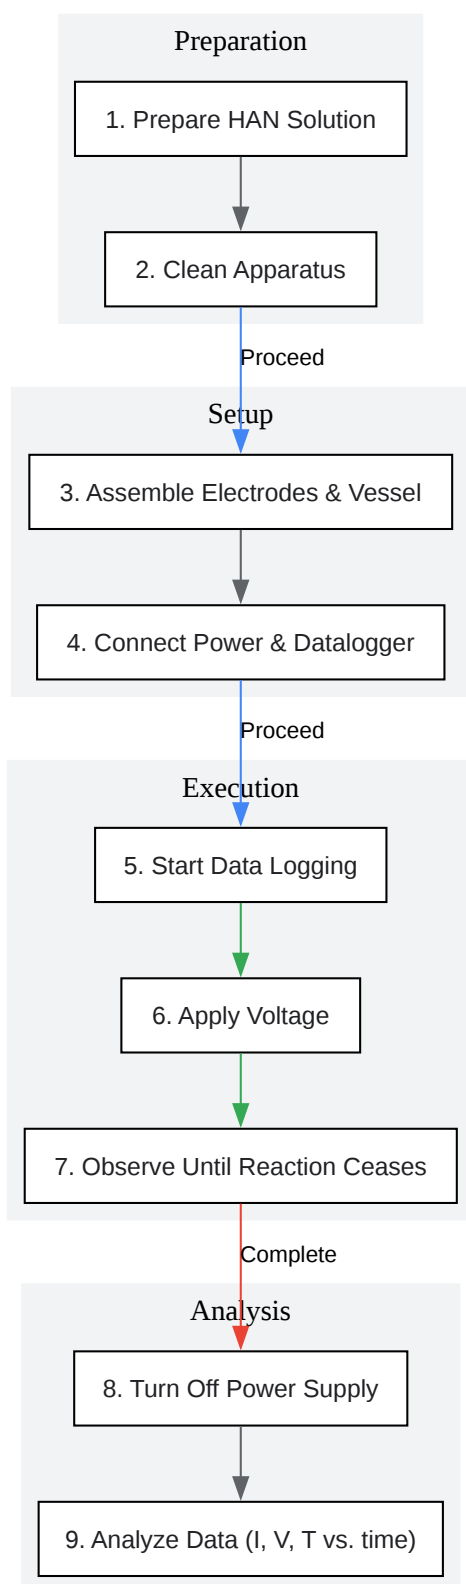 Preparation
1. Prepare HAN Solution
2. Clean Apparatus
Proceed
Setup
3. Assemble Electrodes & Vessel
4. Connect Power & Datalogger
Proceed
Execution
5. Start Data Logging
6. Apply Voltage
7. Observe Until Reaction Ceases
Complete
Analysis
8. Turn Off Power Supply
9. Analyze Data (I, V, T vs. time)